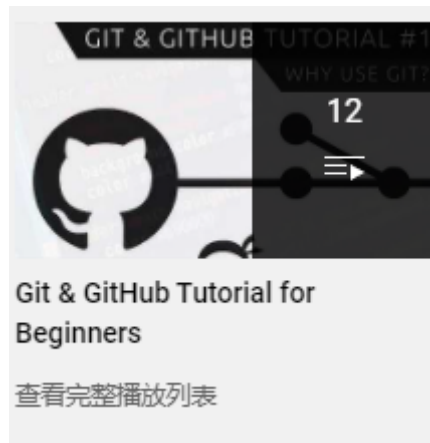 GIT & GITHUB TUTORIAL #1
WHY USE GIT?
12
Git & GitHub Tutorial for
Beginners
查看完整播放列表